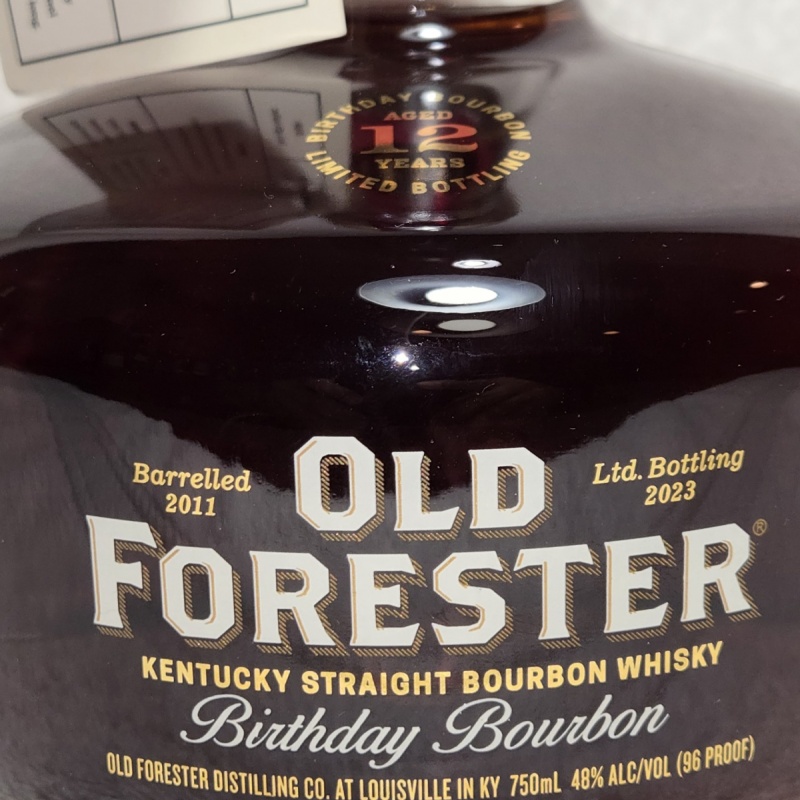 BIRTHDAY BOURBON
AGED
12
YEARS
LIMITED BOTTLING
Barrelled
2011
OLD
Ltd. Bottling
2023
FORESTER®
KENTUCKY STRAIGHT BOURBON WHISKY
Birthday Bourbon
OLD FORESTER DISTILLING CO. AT LOUISVILLE IN KY 750mL 48% ALC/VOL (96 PROOF)